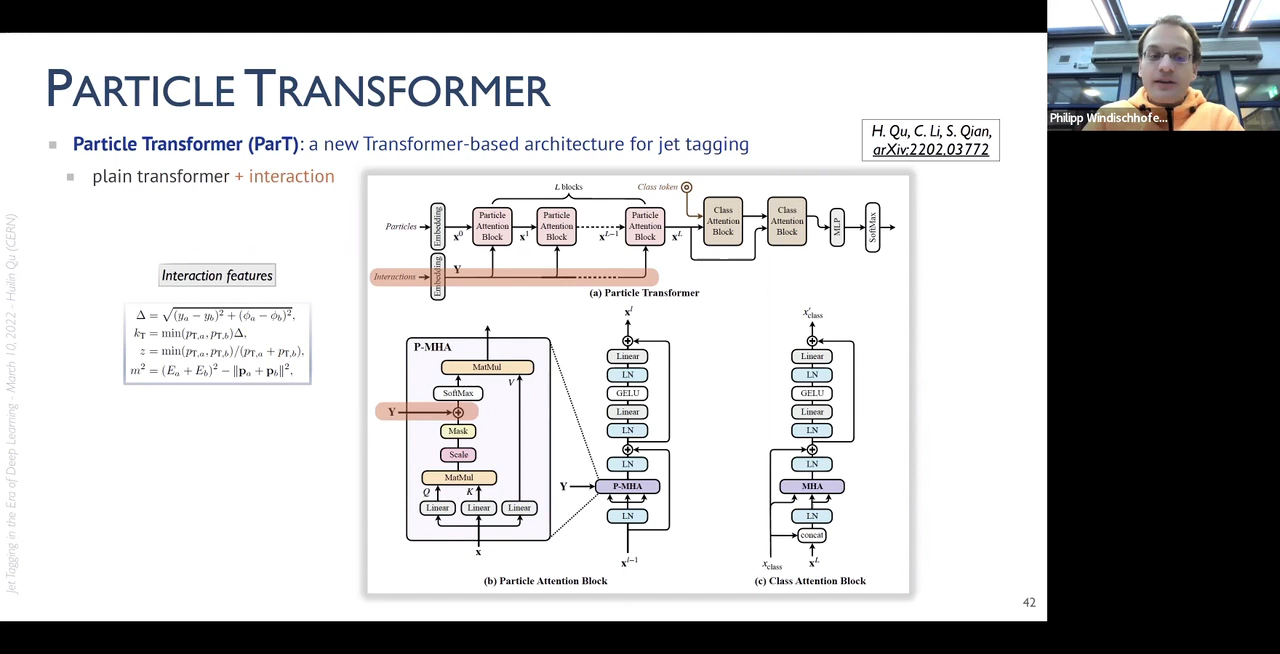 PARTICLE TRANSFORMER
Particle Transformer (ParT): a new Transformer-based architecture for jet tagging
plain transformer + interaction
H. Qu, C. Li, S. Qian,
arXiv:2202.03772
Philipp Windischhofe...
Jet Tagging in the Era of Deep Learning - March 10, 2022 - Huilin Qu (CERN)
Interaction features
Δ = √(y_a − y_b)² + (ϕ_a − ϕ_b)²,
k_T = min(p_T,a, p_T,b)Δ,
z = min(p_T,a, p_T,b)/(p_T,a + p_T,b),
m² = (E_a + E_b)² − ‖p_a + p_b‖²,
L blocks
Class token
Particles
Embedding
x⁰
Particle
Attention
Block
x¹
Particle
Attention
Block
x^{L−1}
Particle
Attention
Block
x^L
Class
Attention
Block
Class
Attention
Block
MLP
SoftMax
Interactions
Embedding
Y
(a) Particle Transformer
P-MHA
MatMul
V
SoftMax
Y
Mask
Scale
MatMul
Q
K
Linear
Linear
Linear
x
x^l
Linear
LN
GELU
Linear
LN
LN
Y
P-MHA
LN
x^{l−1}
(b) Particle Attention Block
x'_class
Linear
LN
GELU
Linear
LN
LN
MHA
LN
concat
x_class
x^L
(c) Class Attention Block
42